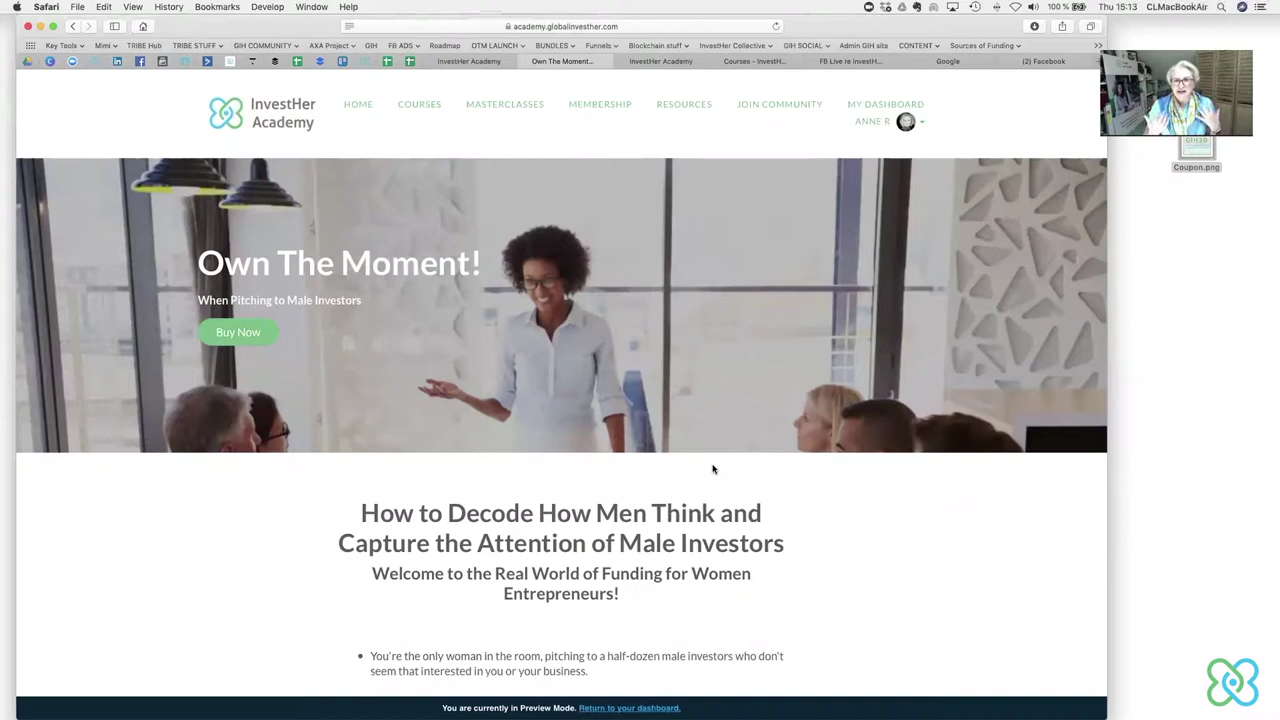 Safari File Edit View History Bookmarks Develop Window Help 100 % Thu 15:13 CLMacBookAir
academy.globalinvesther.com
Key Tools Mimi TRIBE Hub TRIBE STUFF GIH COMMUNITY AXA Project GIH FB ADS Roadmap OTM LAUNCH BUNDLES Funnels Blockchain stuff InvestHer Collective GIH SOCIAL Admin GIH site CONTENT Sources of Funding
InvestHer Academy Own The Moment... InvestHer Academy Courses - InvestH... FB Live re InvestH... Google (2) Facebook
InvestHer
Academy
HOME COURSES MASTERCLASSES MEMBERSHIP RESOURCES JOIN COMMUNITY MY DASHBOARD
ANNE R
Coupon.png
Own The Moment!
When Pitching to Male Investors
Buy Now
How to Decode How Men Think and
Capture the Attention of Male Investors
Welcome to the Real World of Funding for Women
Entrepreneurs!
• You're the only woman in the room, pitching to a half-dozen male investors who don't
seem that interested in you or your business.
You are currently in Preview Mode. Return to your dashboard.